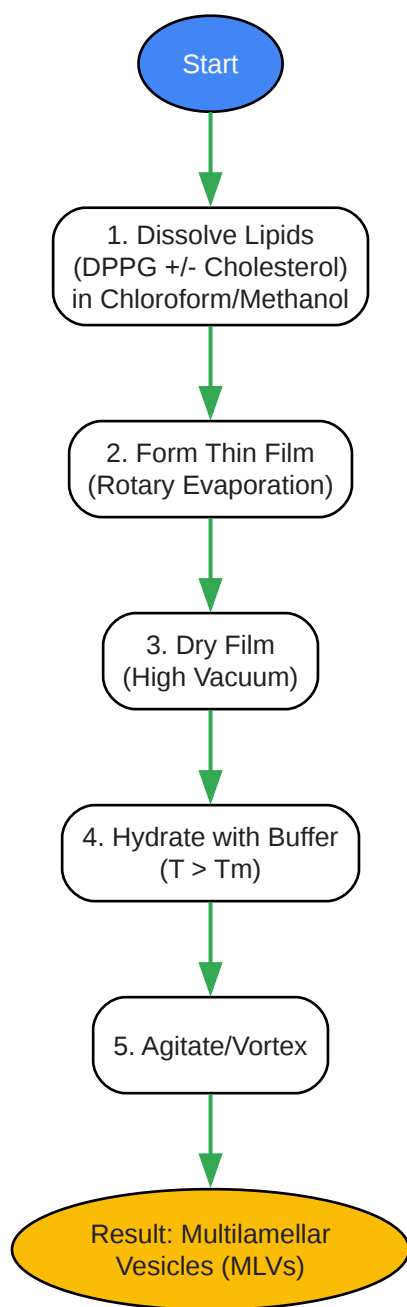 Start
1. Dissolve Lipids
(DPPG +/- Cholesterol)
in Chloroform/Methanol
2. Form Thin Film
(Rotary Evaporation)
3. Dry Film
(High Vacuum)
4. Hydrate with Buffer
(T > Tm)
5. Agitate/Vortex
Result: Multilamellar
Vesicles (MLVs)